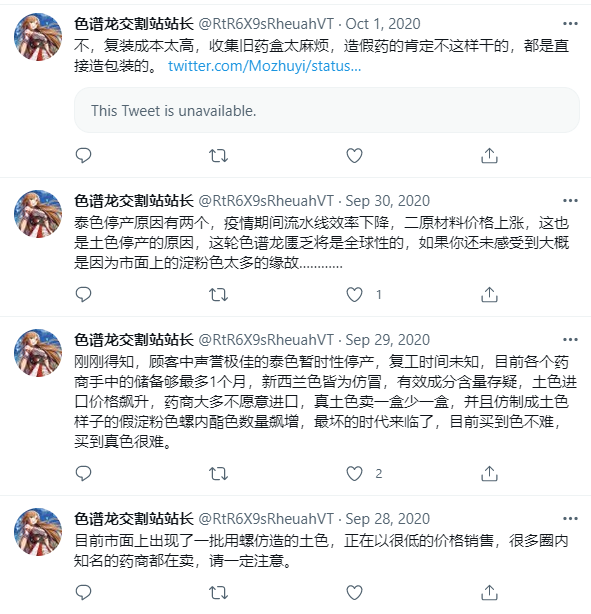 色谱龙交割站站长 @RtR6X9sRheuahVT · Oct 1, 2020
不，复装成本太高，收集旧药盒太麻烦，造假药的肯定不这样干的，都是直
接造包装的。 twitter.com/Mozhuyi/status...
This Tweet is unavailable.
色谱龙交割站站长 @RtR6X9sRheuahVT · Sep 30, 2020
泰色停产原因有两个，疫情期间流水线效率下降，二原材料价格上涨，这也
是土色停产的原因，这轮色谱龙匮乏将是全球性的，如果你还未感受到大概
是因为市面上的淀粉色太多的缘故…………
1
色谱龙交割站站长 @RtR6X9sRheuahVT · Sep 29, 2020
刚刚得知，顾客中声誉极佳的泰色暂时性停产，复工时间未知，目前各个药
商手中的储备够最多1个月，新西兰色皆为仿冒，有效成分含量存疑，土色进
口价格飙升，药商大多不愿意进口，真土色卖一盒少一盒，并且仿制成土色
样子的假淀粉色螺内酯色数量飙增，最坏的时代来临了，目前买到色不难，
买到真色很难。
2
色谱龙交割站站长 @RtR6X9sRheuahVT · Sep 28, 2020
目前市面上出现了一批用螺仿造的土色，正在以很低的价格销售，很多圈内
知名的药商都在卖，请一定注意。